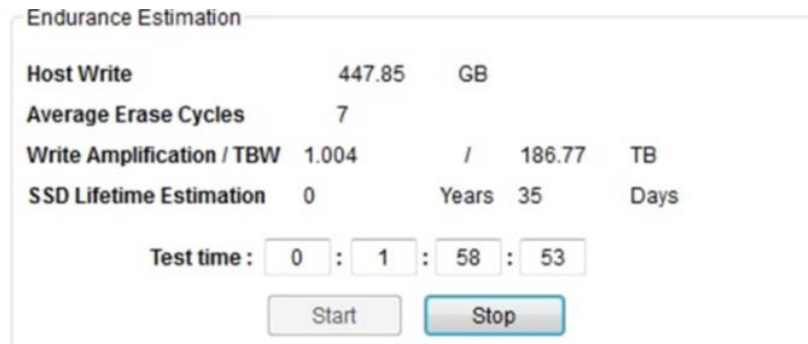 Endurance Estimation
Host Write 447.85 GB
Average Erase Cycles 7
Write Amplification / TBW 1.004 / 186.77 TB
SSD Lifetime Estimation 0 Years 35 Days
Test time : 0 : 1 : 58 : 53
Start Stop